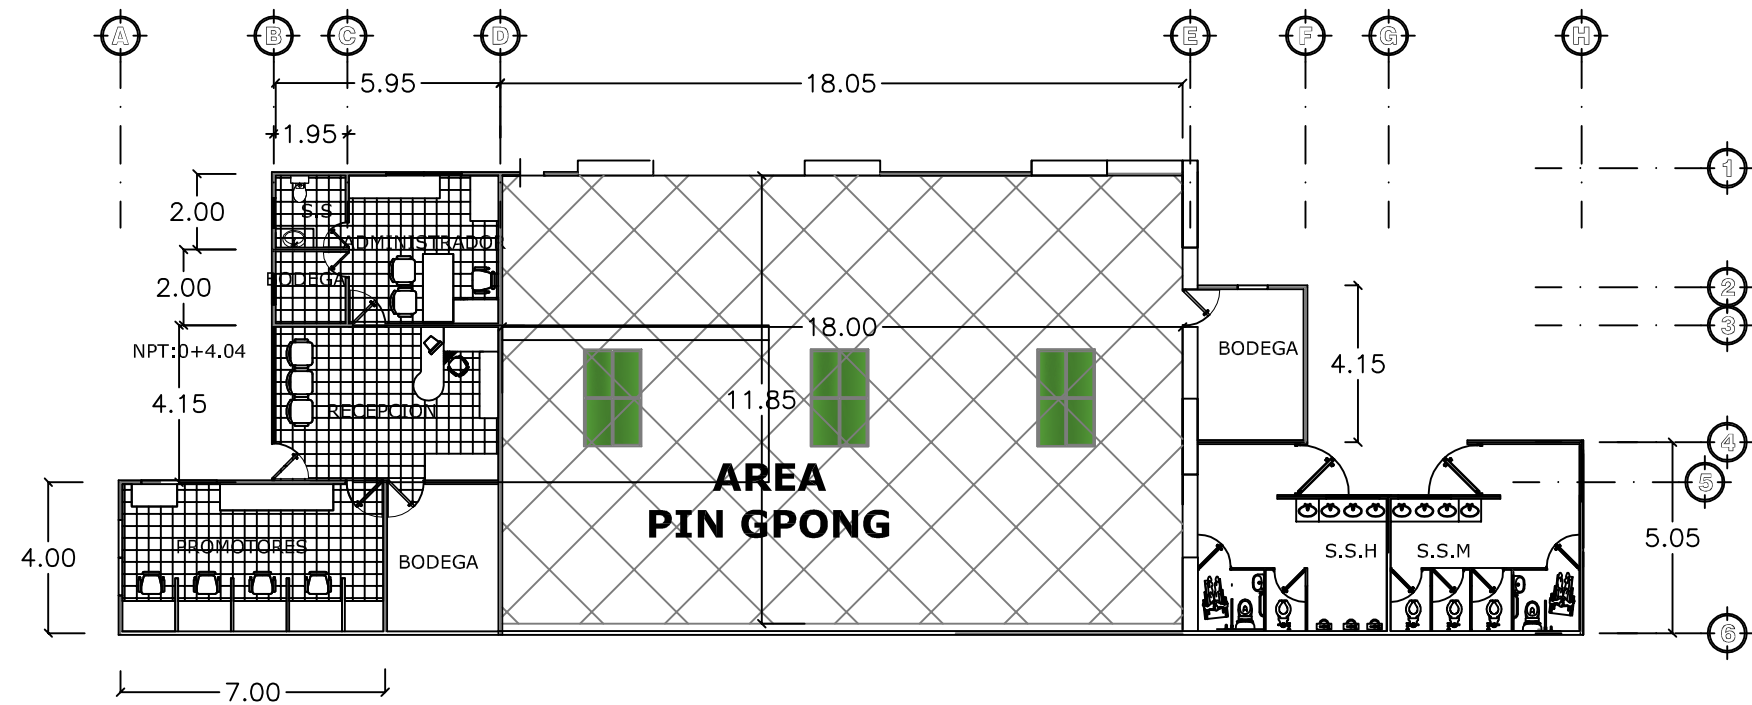 A B C D E F G H
5.95 18.05
1.95
1
2.00
S.S
ADMINISTRADOR
BODEGA
2.00
2
3
18.00
NPT:0+4.04
BODEGA
4.15
11.85
4.15
RECEPCION
4
AREA
5
PIN GPONG
5.05
4.00
PROMOTORES
BODEGA
S.S.H
S.S.M
6
7.00